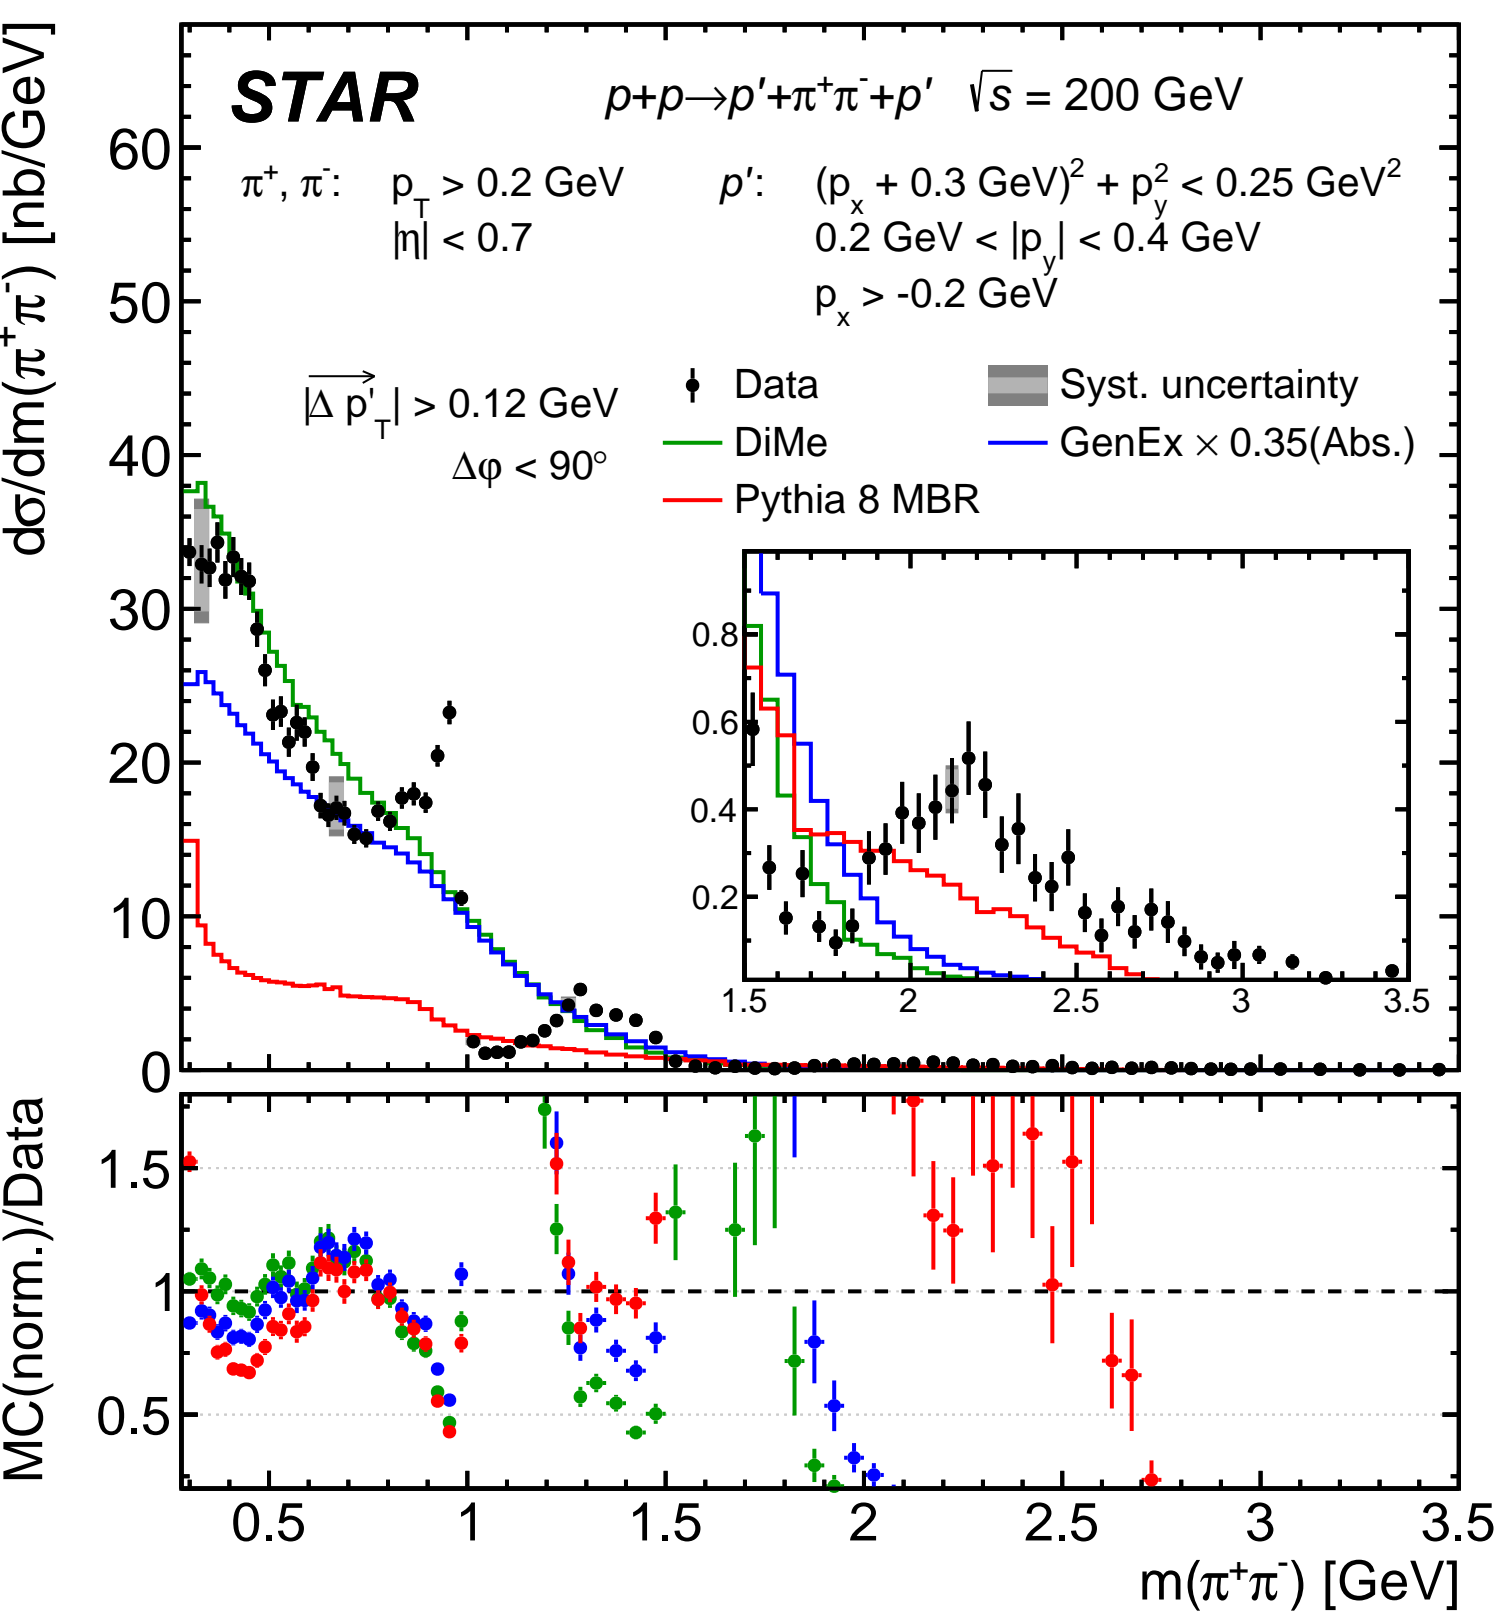 STAR
p+p→p′+π⁺π⁻+p′ √s = 200 GeV
π⁺, π⁻: p_T > 0.2 GeV
|η| < 0.7
p′: (p_x + 0.3 GeV)² + p_y² < 0.25 GeV²
0.2 GeV < |p_y| < 0.4 GeV
p_x > -0.2 GeV
|Δ p'_T| > 0.12 GeV
Δφ < 90°
Data
Syst. uncertainty
DiMe
GenEx × 0.35(Abs.)
Pythia 8 MBR
dσ/dm(π⁺π⁻) [nb/GeV]
60
50
40
30
20
10
0
0.8
0.6
0.4
0.2
1.5 2 2.5 3 3.5
MC(norm.)/Data
1.5
1
0.5
0.5 1 1.5 2 2.5 3 3.5
m(π⁺π⁻) [GeV]